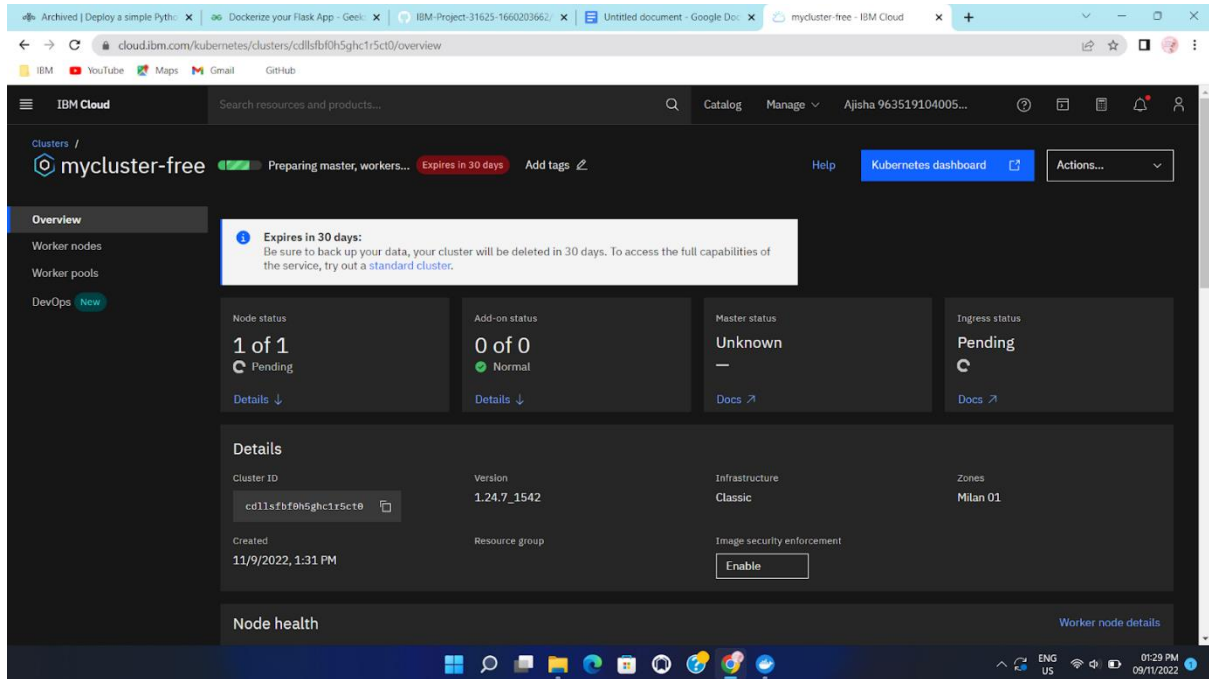 Archived | Deploy a simple Pytho
Dockerize your Flask App - Geek
IBM-Project-31625-1660203662/
Untitled document - Google Doc
mycluster-free - IBM Cloud
cloud.ibm.com/kubernetes/clusters/cdllsfbf0h5ghc1r5ct0/overview
IBM YouTube Maps Gmail GitHub
IBM Cloud Search resources and products... Catalog Manage Ajisha 963519104005...
Clusters /
mycluster-free Preparing master, workers... Expires in 30 days Add tags Help Kubernetes dashboard Actions...
Overview
Worker nodes
Worker pools
DevOps New
Expires in 30 days:
Be sure to back up your data, your cluster will be deleted in 30 days. To access the full capabilities of
the service, try out a standard cluster.
Node status
1 of 1
Pending
Details ↓
Add-on status
0 of 0
Normal
Details ↓
Master status
Unknown
—
Docs ↗
Ingress status
Pending
Docs ↗
Details
Cluster ID
cdllsfbf0h5ghc1r5ct0
Version
1.24.7_1542
Infrastructure
Classic
Zones
Milan 01
Created
11/9/2022, 1:31 PM
Resource group
Image security enforcement
Enable
Node health Worker node details
ENG
US
01:29 PM
09/11/2022
1